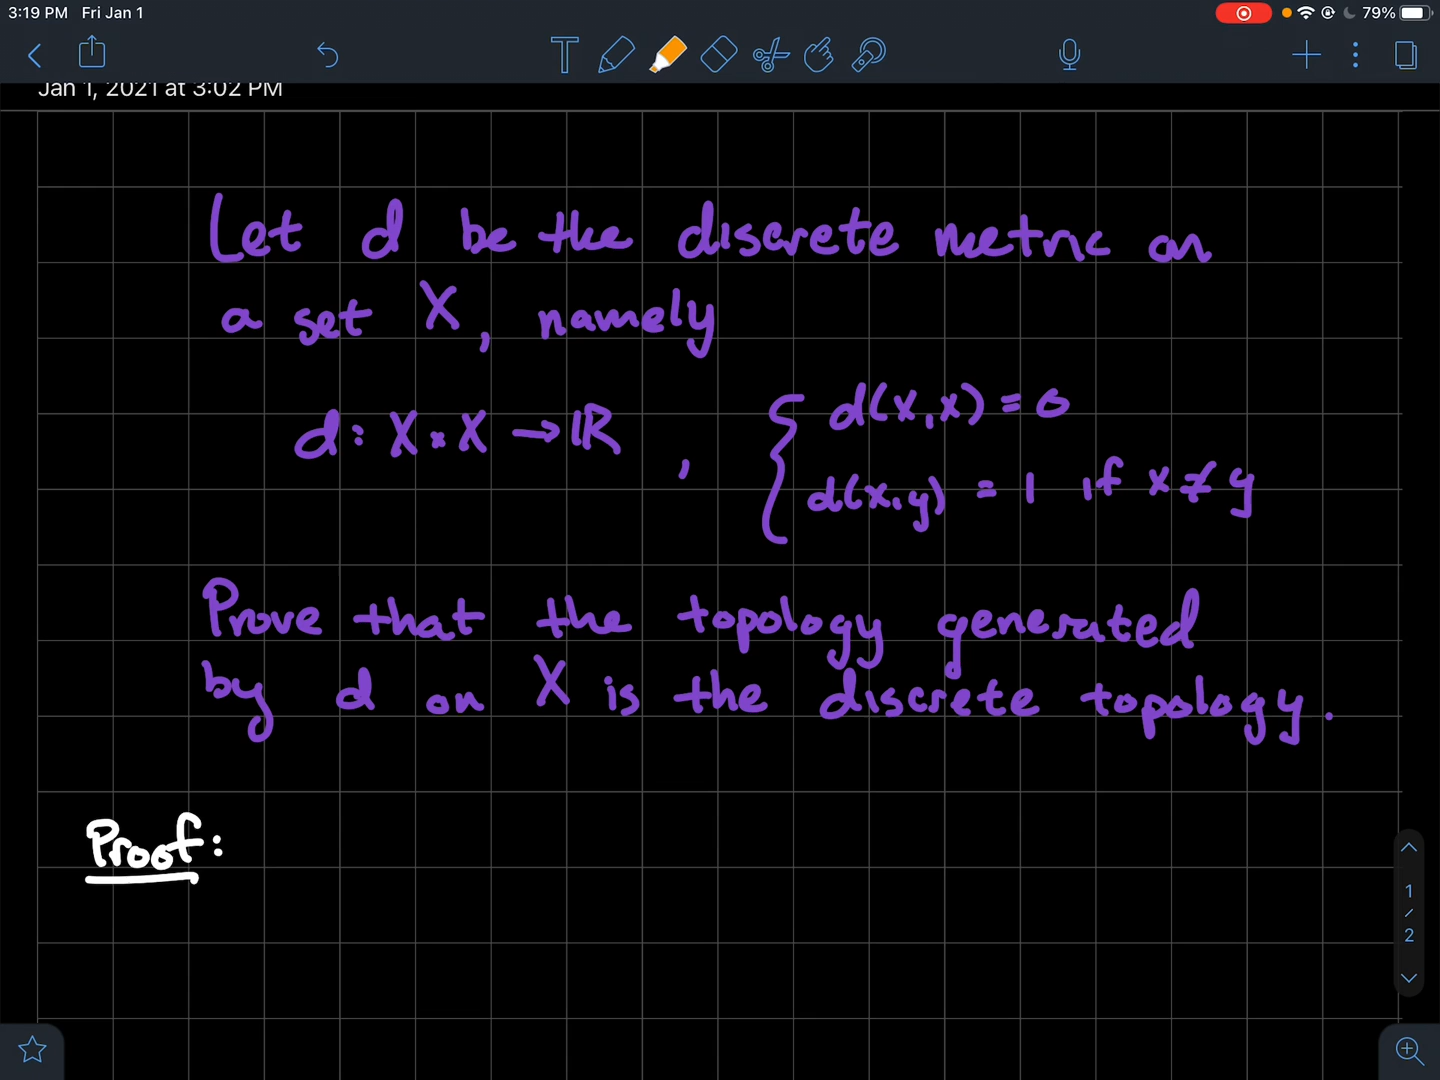 3:19 PM Fri Jan 1
79%
Jan 1, 2021 at 3:02 PM
Let d be the discrete metric on
a set X, namely
d: X × X → ℝ , { d(x,x) = 0
d(x,y) = 1 if x ≠ y
Prove that the topology generated
by d on X is the discrete topology.
Proof:
1
/
2